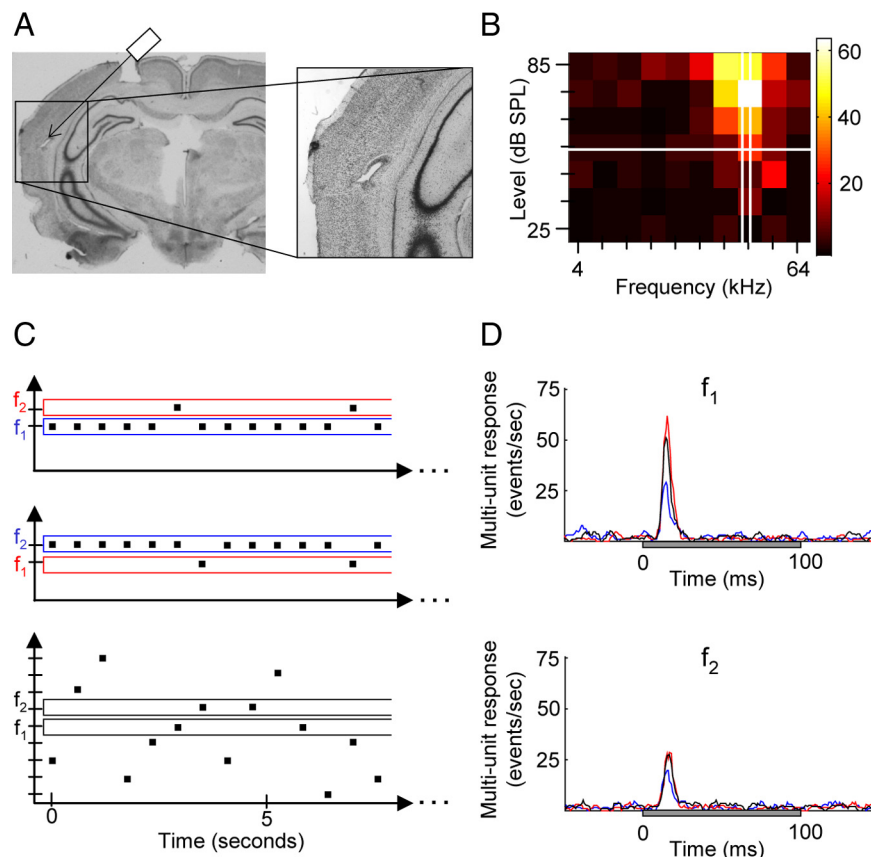 A
B
85
Level (dB SPL)
25
4
64
Frequency (kHz)
60
40
20
C
f2
f1
. . .
f2
f1
. . .
f2
f1
. . .
0
5
Time (seconds)
D
f1
Multi-unit response
(events/sec)
75
50
25
0
100
Time (ms)
f2
Multi-unit response
(events/sec)
75
50
25
0
100
Time (ms)